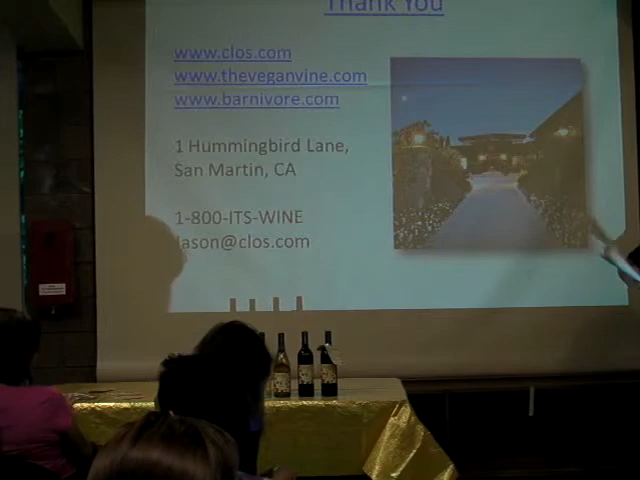 Thank You
www.clos.com
www.theveganvine.com
www.barnivore.com
1 Hummingbird Lane,
San Martin, CA
1-800-ITS-WINE
Jason@clos.com